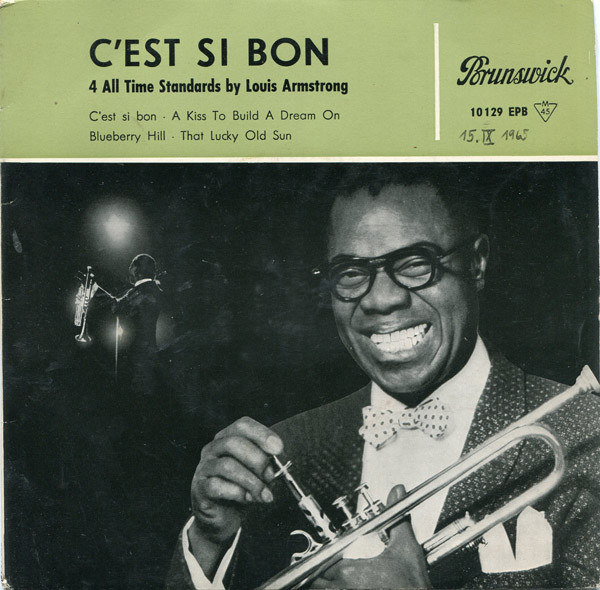 C'EST SI BON
4 All Time Standards by Louis Armstrong
C'est si bon · A Kiss To Build A Dream On
Blueberry Hill · That Lucky Old Sun
Brunswick
10129 EPB M 45
15. IX 1965